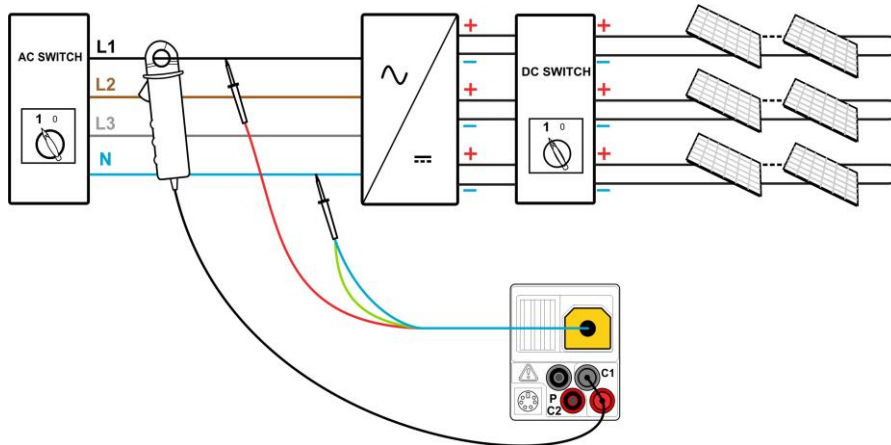 AC SWITCH
1 0
L1
L2
L3
N
+
−
+
−
+
−
DC SWITCH
1 0
+
−
+
−
+
−
C1
P
C2